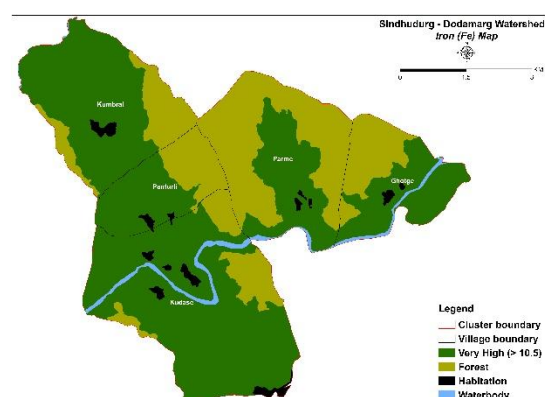 Sindhudurg - Dodamarg Watershed
Iron (Fe) Map
0 1.5 3
KM
Kumbral
Panturli
Parme
Ghotge
Kudase
Legend
Cluster boundary
Village boundary
Very High (> 10.5)
Forest
Habitation
Waterbody